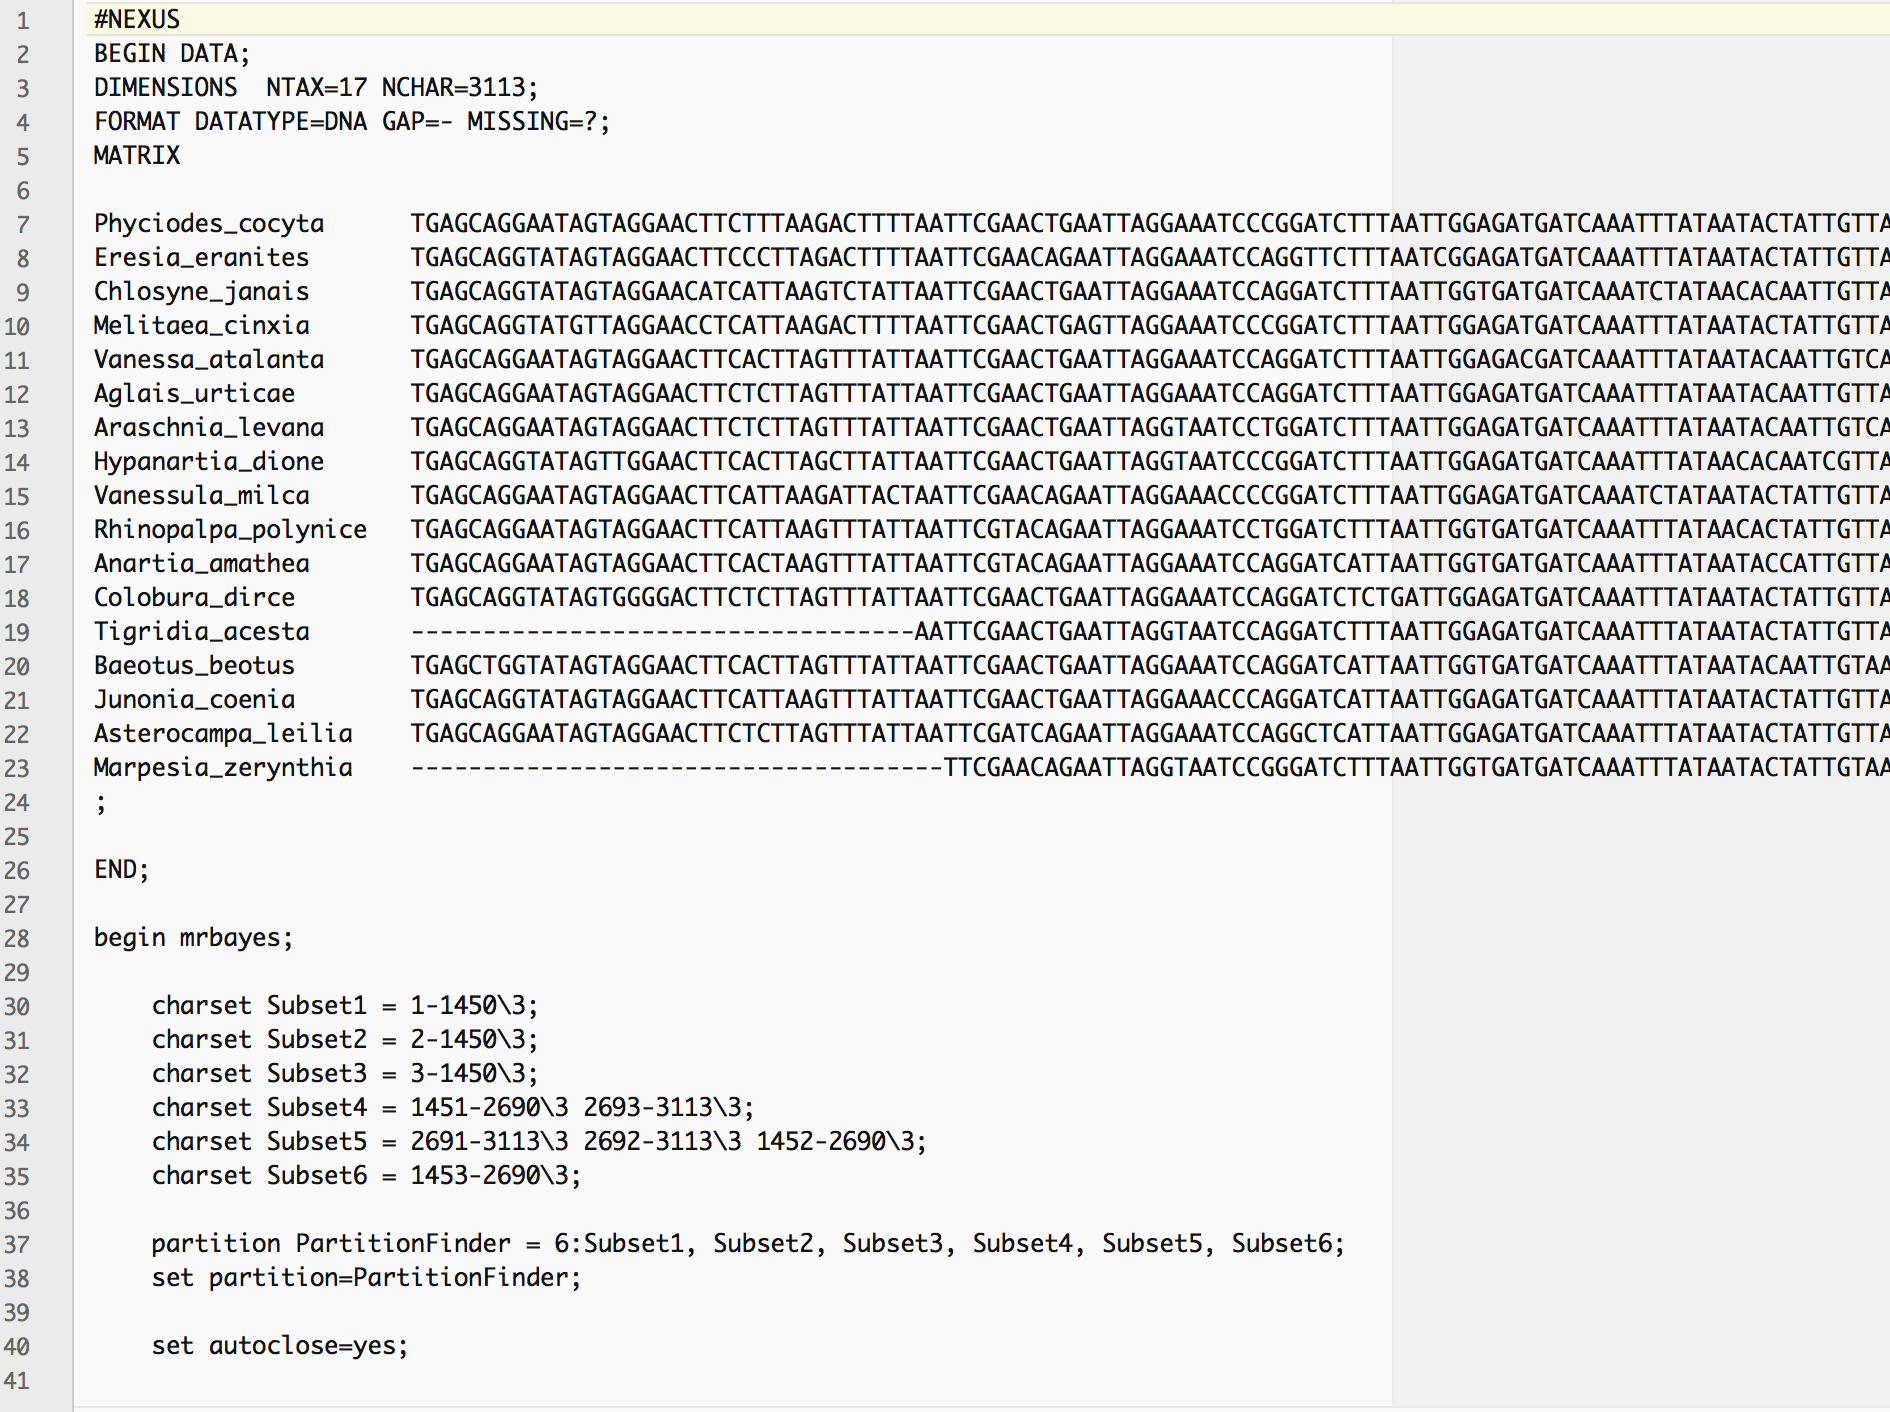 1 #NEXUS
2 BEGIN DATA;
3 DIMENSIONS  NTAX=17 NCHAR=3113;
4 FORMAT DATATYPE=DNA GAP=- MISSING=?;
5 MATRIX
6
7 Phyciodes_cocyta      TGAGCAGGAATAGTAGGAACTTCTTTAAGACTTTTAATTCGAACTGAATTAGGAAATCCCGGATCTTTAATTGGAGATGATCAAATTTATAATACTATTGTTA
8 Eresia_eranites       TGAGCAGGTATAGTAGGAACTTCCCTTAGACTTTTAATTCGAACAGAATTAGGAAATCCAGGTTCTTTAATCGGAGATGATCAAATTTATAATACTATTGTTA
9 Chlosyne_janais       TGAGCAGGTATAGTAGGAACATCATTAAGTCTATTAATTCGAACTGAATTAGGAAATCCAGGATCTTTAATTGGTGATGATCAAATCTATAACACAATTGTTA
10 Melitaea_cinxia       TGAGCAGGTATGTTAGGAACCTCATTAAGACTTTTAATTCGAACTGAGTTAGGAAATCCCGGATCTTTAATTGGAGATGATCAAATTTATAATACTATTGTTA
11 Vanessa_atalanta      TGAGCAGGAATAGTAGGAACTTCACTTAGTTTATTAATTCGAACTGAATTAGGAAATCCAGGATCTTTAATTGGAGACGATCAAATTTATAATACAATTGTCA
12 Aglais_urticae        TGAGCAGGAATAGTAGGAACTTCTCTTAGTTTATTAATTCGAACTGAATTAGGAAATCCAGGATCTTTAATTGGAGATGATCAAATTTATAATACAATTGTTA
13 Araschnia_levana      TGAGCAGGAATAGTAGGAACTTCTCTTAGTTTATTAATTCGAACTGAATTAGGTAATCCTGGATCTTTAATTGGAGATGATCAAATTTATAATACAATTGTCA
14 Hypanartia_dione      TGAGCAGGTATAGTTGGAACTTCACTTAGCTTATTAATTCGAACTGAATTAGGTAATCCCGGATCTTTAATTGGAGATGATCAAATTTATAACACAATCGTTA
15 Vanessula_milca       TGAGCAGGAATAGTAGGAACTTCATTAAGATTACTAATTCGAACAGAATTAGGAAACCCCGGATCTTTAATTGGAGATGATCAAATCTATAATACTATTGTTA
16 Rhinopalpa_polynice   TGAGCAGGAATAGTAGGAACTTCATTAAGTTTATTAATTCGTACAGAATTAGGAAATCCTGGATCTTTAATTGGTGATGATCAAATTTATAACACTATTGTTA
17 Anartia_amathea       TGAGCAGGAATAGTAGGAACTTCACTAAGTTTATTAATTCGTACAGAATTAGGAAATCCAGGATCATTAATTGGTGATGATCAAATTTATAATACCATTGTTA
18 Colobura_dirce        TGAGCAGGTATAGTGGGGACTTCTCTTAGTTTATTAATTCGAACTGAATTAGGAAATCCAGGATCTCTGATTGGAGATGATCAAATTTATAATACTATTGTTA
19 Tigridia_acesta       -----------------------------------AATTCGAACTGAATTAGGTAATCCAGGATCTTTAATTGGAGATGATCAAATTTATAATACTATTGTTA
20 Baeotus_beotus        TGAGCTGGTATAGTAGGAACTTCACTTAGTTTATTAATTCGAACTGAATTAGGAAATCCAGGATCATTAATTGGTGATGATCAAATTTATAATACAATTGTAA
21 Junonia_coenia        TGAGCAGGTATAGTAGGAACTTCATTAAGTTTATTAATTCGAACTGAATTAGGAAACCCAGGATCATTAATTGGAGATGATCAAATTTATAATACTATTGTTA
22 Asterocampa_leilia    TGAGCAGGAATAGTAGGAACTTCTCTTAGTTTATTAATTCGATCAGAATTAGGAAATCCAGGCTCATTAATTGGAGATGATCAAATTTATAATACTATTGTTA
23 Marpesia_zerynthia    -------------------------------------TTCGAACAGAATTAGGTAATCCGGGATCTTTAATTGGTGATGATCAAATTTATAATACTATTGTAA
24 ;
25
26 END;
27
28 begin mrbayes;
29
30     charset Subset1 = 1-1450\3;
31     charset Subset2 = 2-1450\3;
32     charset Subset3 = 3-1450\3;
33     charset Subset4 = 1451-2690\3 2693-3113\3;
34     charset Subset5 = 2691-3113\3 2692-3113\3 1452-2690\3;
35     charset Subset6 = 1453-2690\3;
36
37     partition PartitionFinder = 6:Subset1, Subset2, Subset3, Subset4, Subset5, Subset6;
38     set partition=PartitionFinder;
39
40     set autoclose=yes;
41